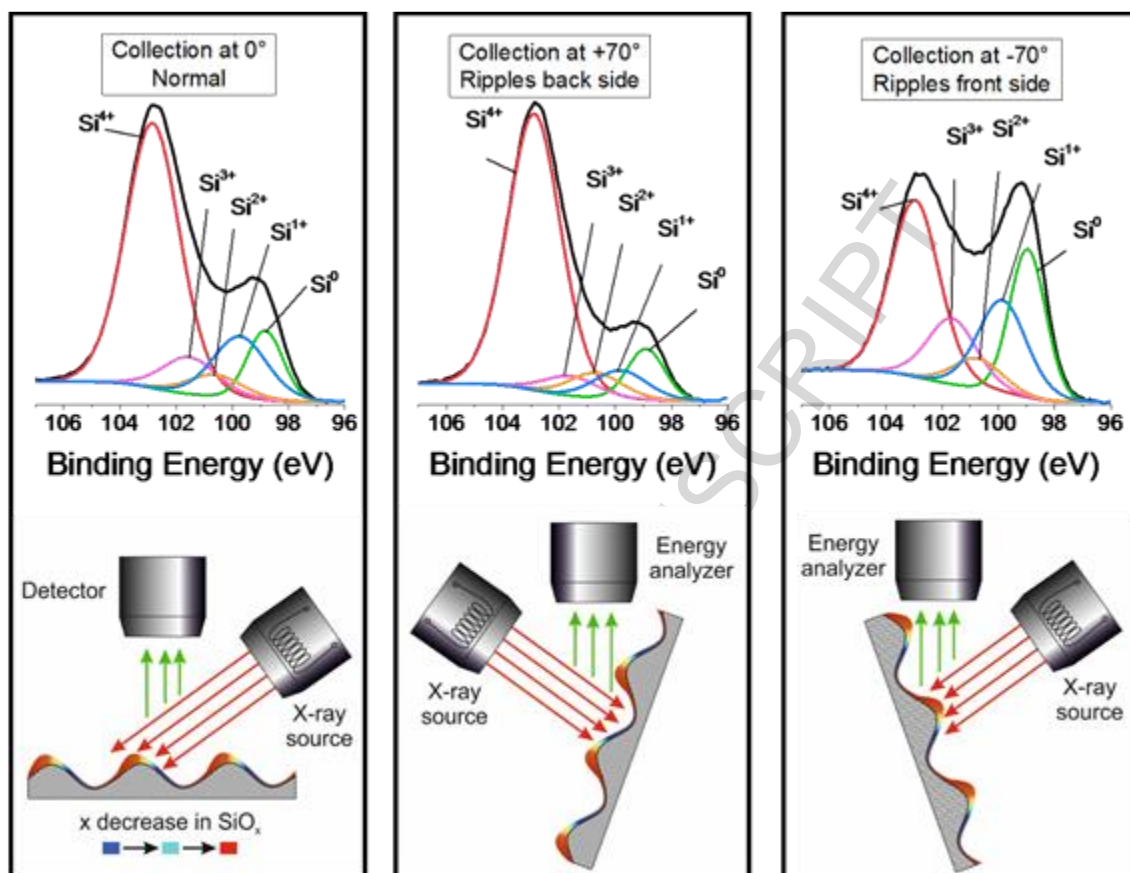 Collection at 0°
Normal
Si4+
Si3+
Si2+
Si1+
Si0
106 104 102 100 98 96
Binding Energy (eV)
Detector
X-ray
source
x decrease in SiOx
Collection at +70°
Ripples back side
Si4+
Si3+
Si2+
Si1+
Si0
106 104 102 100 98 96
Binding Energy (eV)
Energy
analyzer
X-ray
source
Collection at -70°
Ripples front side
Si3+
Si2+
Si1+
Si4+
Si0
106 104 102 100 98 96
Binding Energy (eV)
Energy
analyzer
X-ray
source
SCRIPT